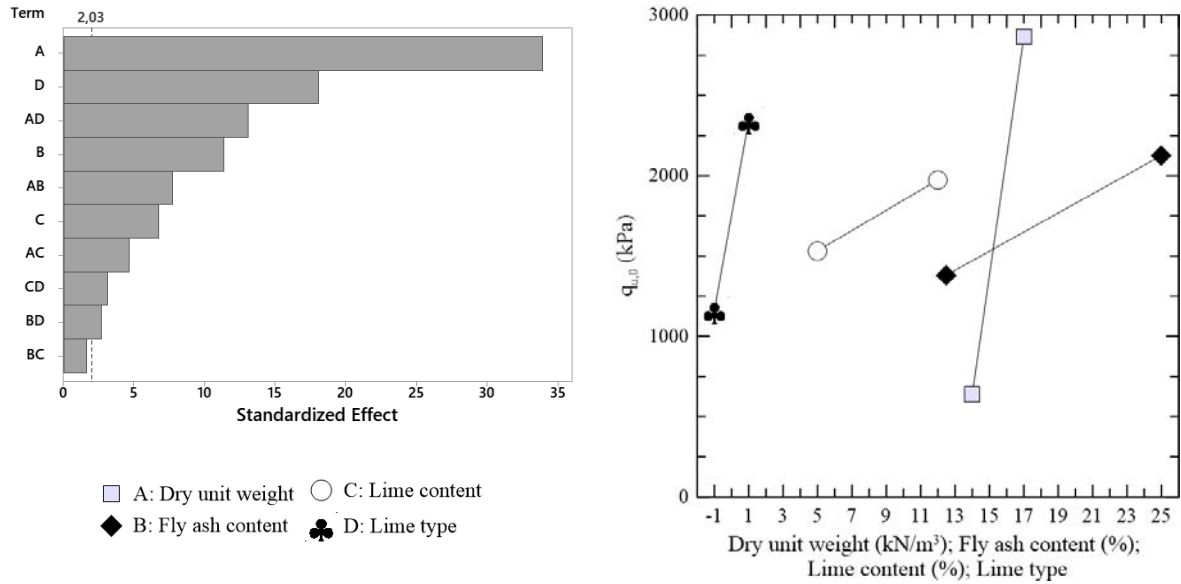 Term
2,03
A
D
AD
B
AB
C
AC
CD
BD
BC
0 5 10 15 20 25 30 35
Standardized Effect
A: Dry unit weight
C: Lime content
B: Fly ash content
D: Lime type
3000
2000
1000
0
(kPa)
-1 1 3 5 7 9 11 13 15 17 19 21 23 25
Dry unit weight (kN/m³); Fly ash content (%);
Lime content (%); Lime type